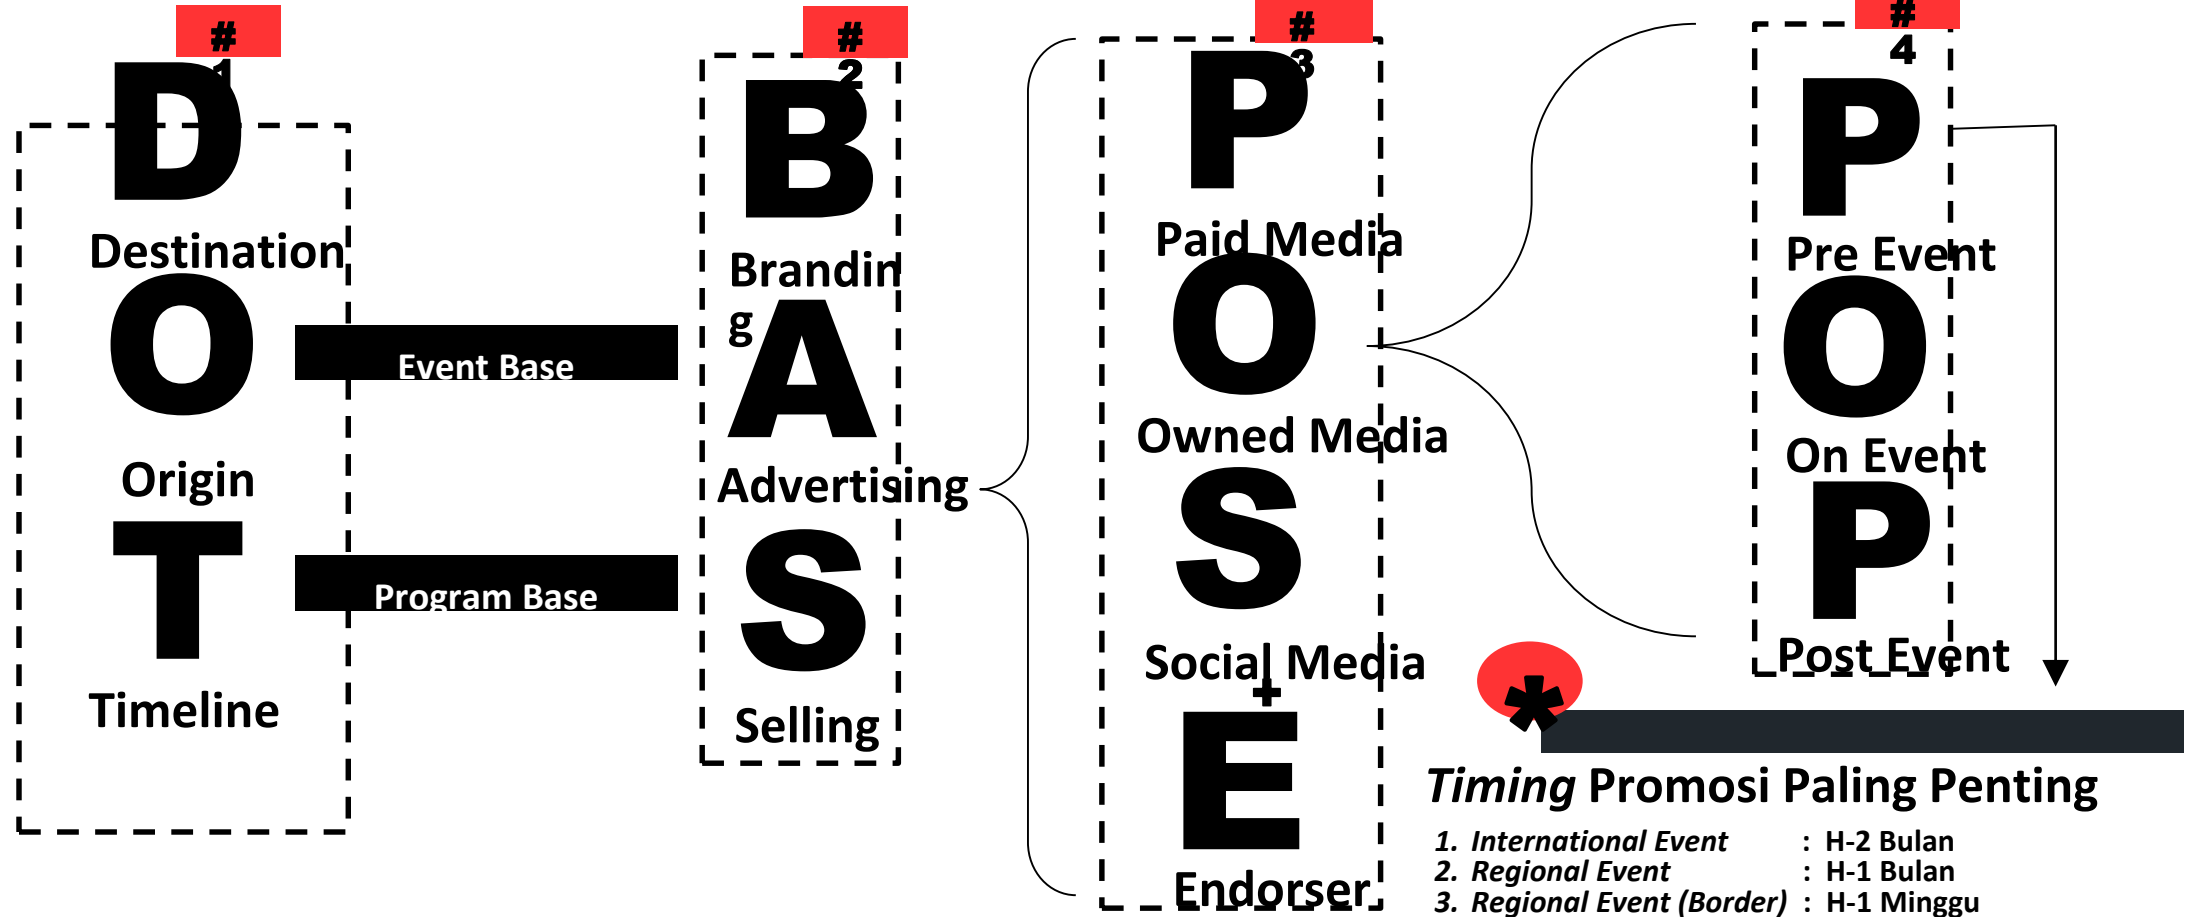 #
1
D
Destination
O
Origin
T
Timeline
Event Base
Program Base
#
2
B
Brandin
g
A
Advertising
S
Selling
#
3
P
Paid Media
O
Owned Media
S
Social Media
+
E
Endorser
#
4
P
Pre Event
O
On Event
P
Post Event
*
Timing Promosi Paling Penting
1. International Event : H-2 Bulan
2. Regional Event : H-1 Bulan
3. Regional Event (Border) : H-1 Minggu